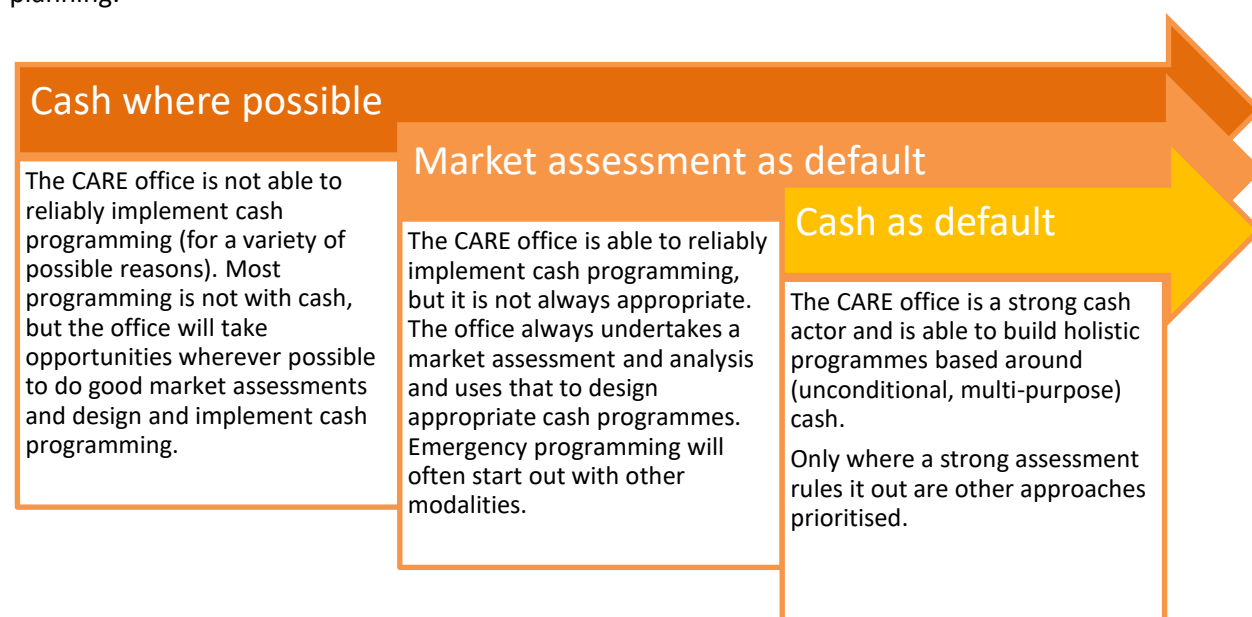 planning.
Cash where possible
The CARE office is not able to
reliably implement cash
programming (for a variety of
possible reasons). Most
programming is not with cash,
but the office will take
opportunities wherever possible
to do good market assessments
and design and implement cash
programming.
Market assessment as default
The CARE office is able to reliably
implement cash programming,
but it is not always appropriate.
The office always undertakes a
market assessment and analysis
and uses that to design
appropriate cash programmes.
Emergency programming will
often start out with other
modalities.
Cash as default
The CARE office is a strong cash
actor and is able to build holistic
programmes based around
(unconditional, multi-purpose)
cash.
Only where a strong assessment
rules it out are other approaches
prioritised.